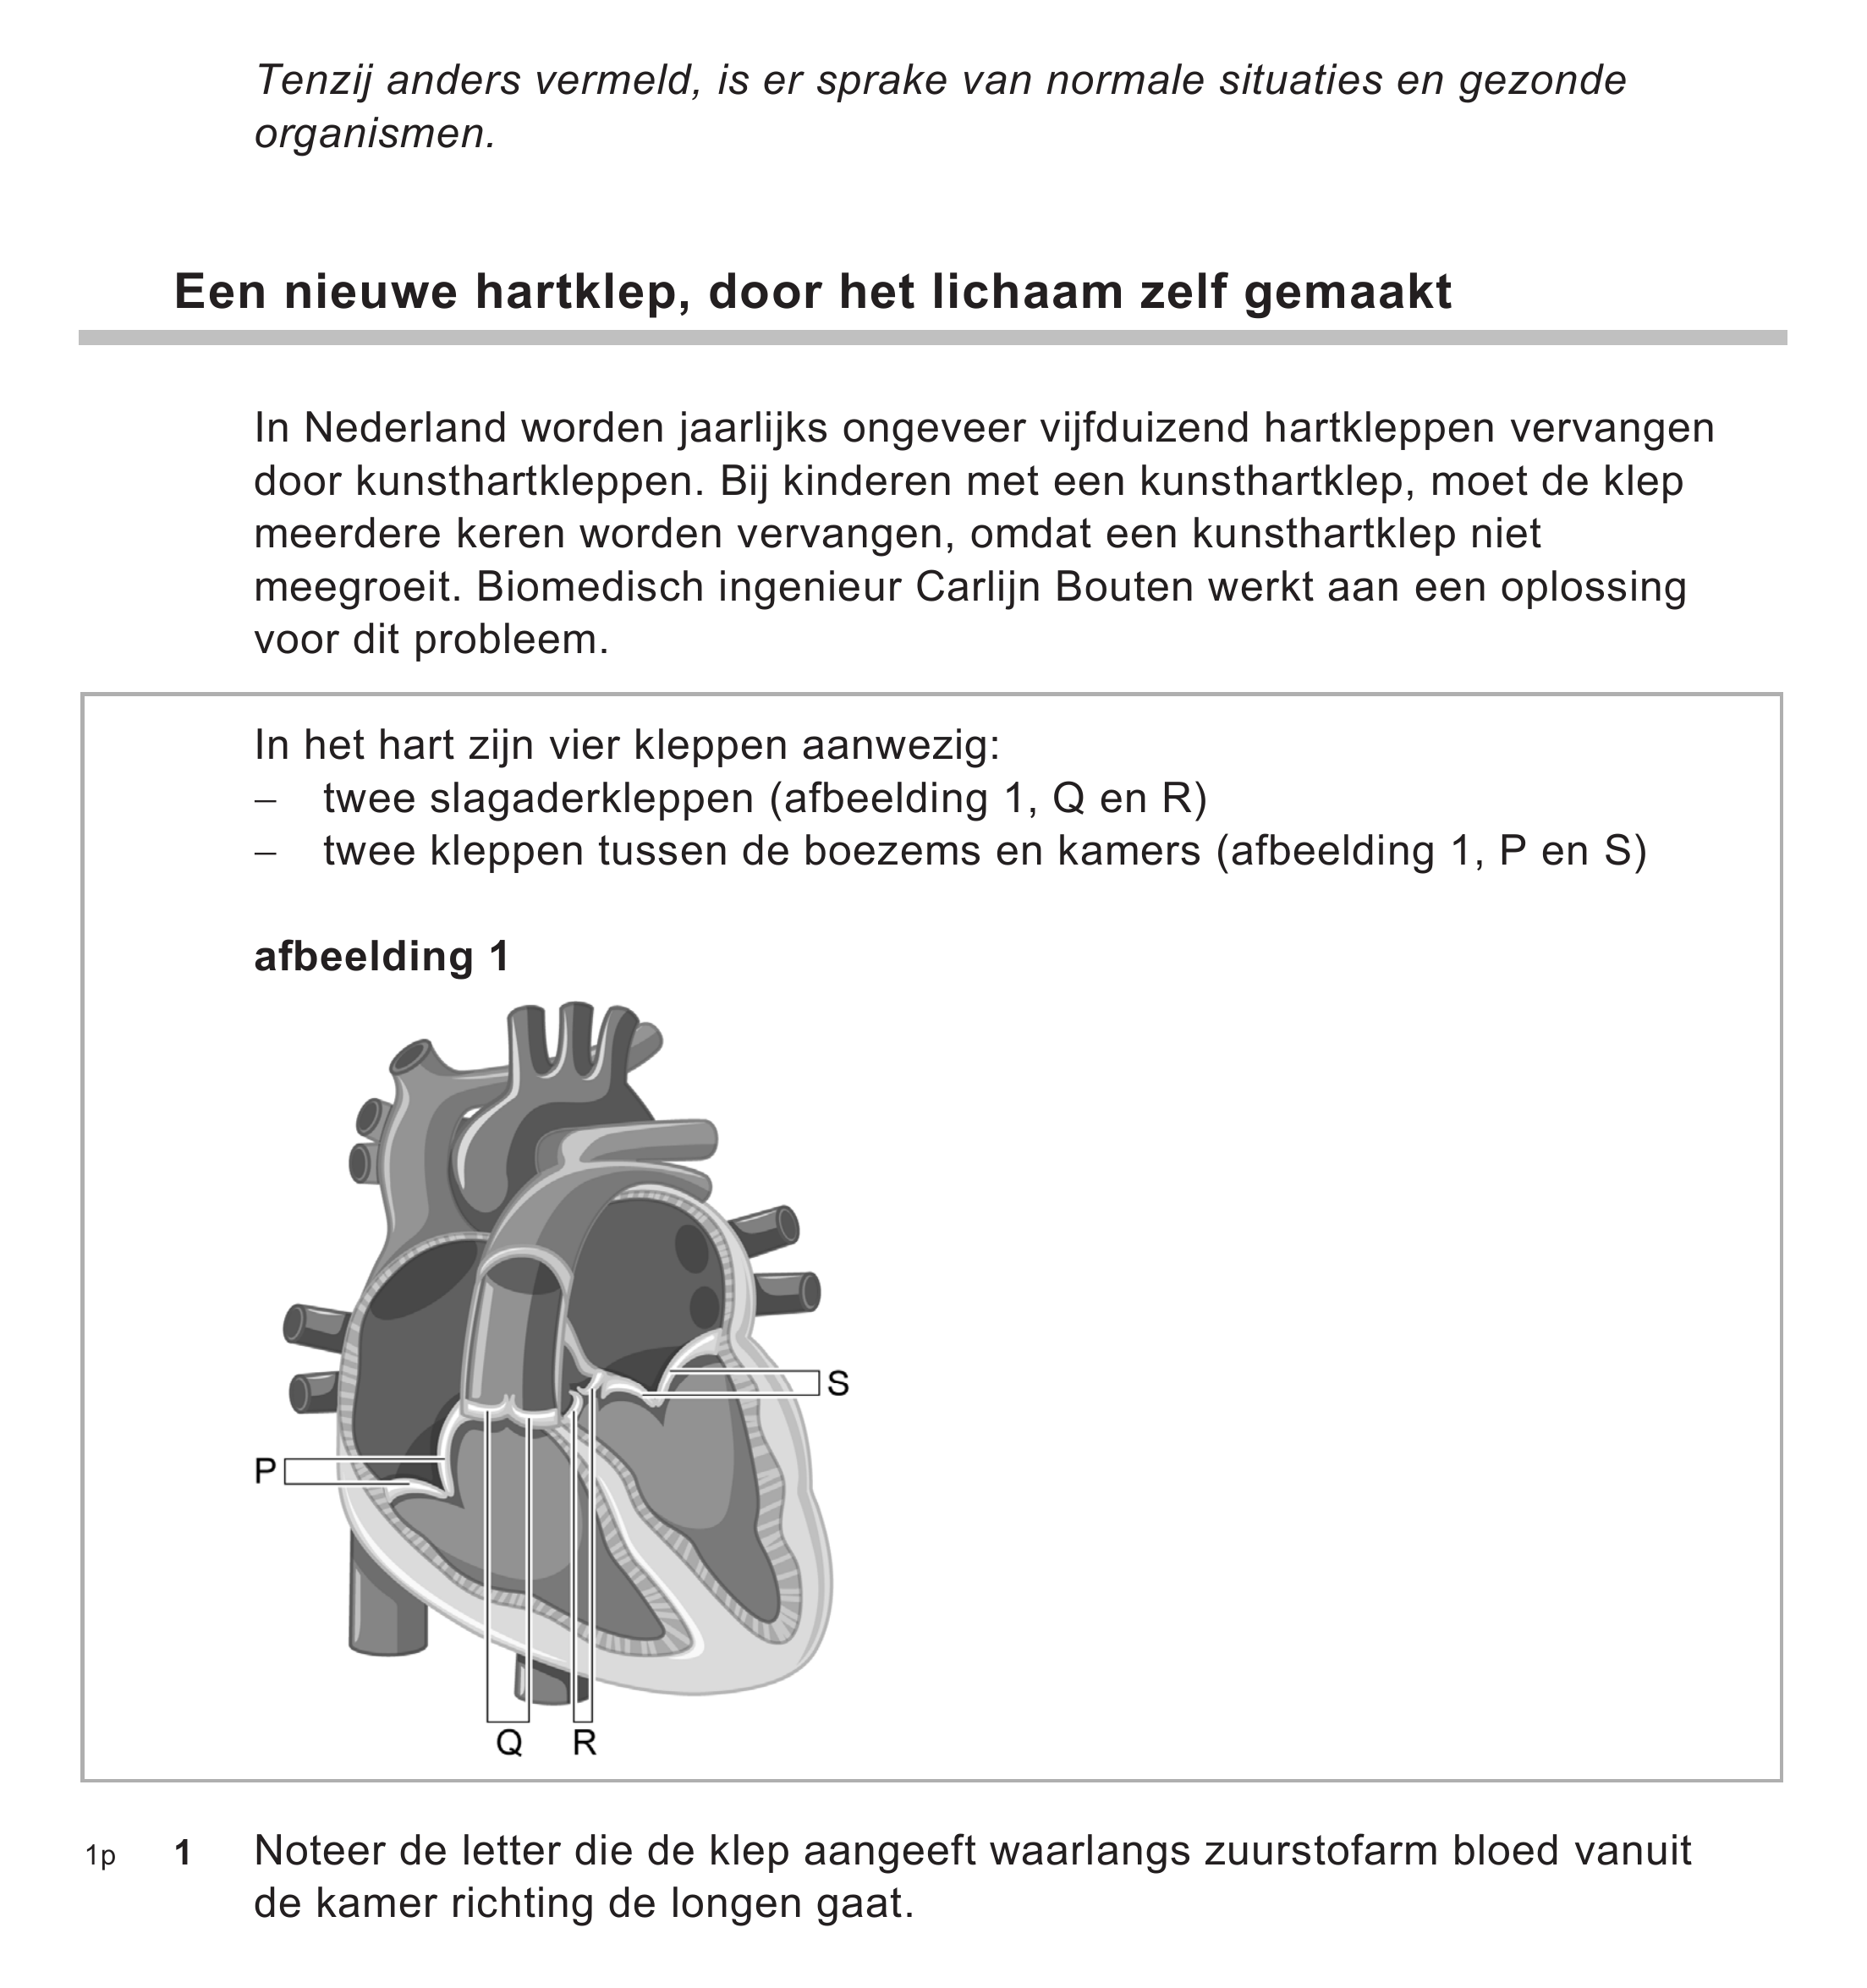 Tenzij anders vermeld, is er sprake van normale situaties en gezonde
organismen.
Een nieuwe hartklep, door het lichaam zelf gemaakt
In Nederland worden jaarlijks ongeveer vijfduizend hartkleppen vervangen
door kunsthartkleppen. Bij kinderen met een kunsthartklep, moet de klep
meerdere keren worden vervangen, omdat een kunsthartklep niet
meegroeit. Biomedisch ingenieur Carlijn Bouten werkt aan een oplossing
voor dit probleem.
In het hart zijn vier kleppen aanwezig:
– twee slagaderkleppen (afbeelding 1, Q en R)
– twee kleppen tussen de boezems en kamers (afbeelding 1, P en S)
afbeelding 1
S
P
Q R
1p 1 Noteer de letter die de klep aangeeft waarlangs zuurstofarm bloed vanuit
de kamer richting de longen gaat.